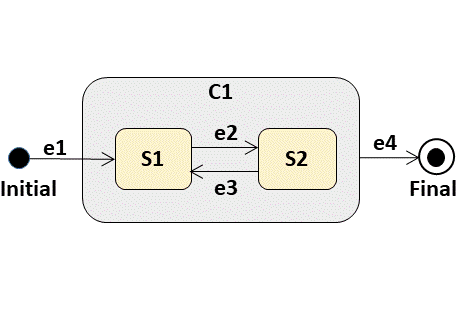 C1
e1
S1
e2
e3
S2
e4
Initial
Final